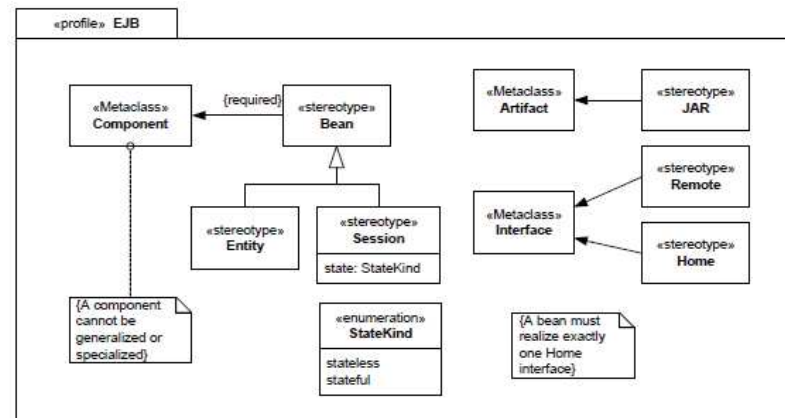 «profile» EJB
«Metaclass»
Component
{required}
«stereotype»
Bean
«Metaclass»
Artifact
«stereotype»
JAR
«stereotype»
Entity
«stereotype»
Session
state: StateKind
«Metaclass»
Interface
«stereotype»
Remote
«stereotype»
Home
{A component
cannot be
generalized or
specialized}
«enumeration»
StateKind
stateless
stateful
{A bean must
realize exactly
one Home
interface}